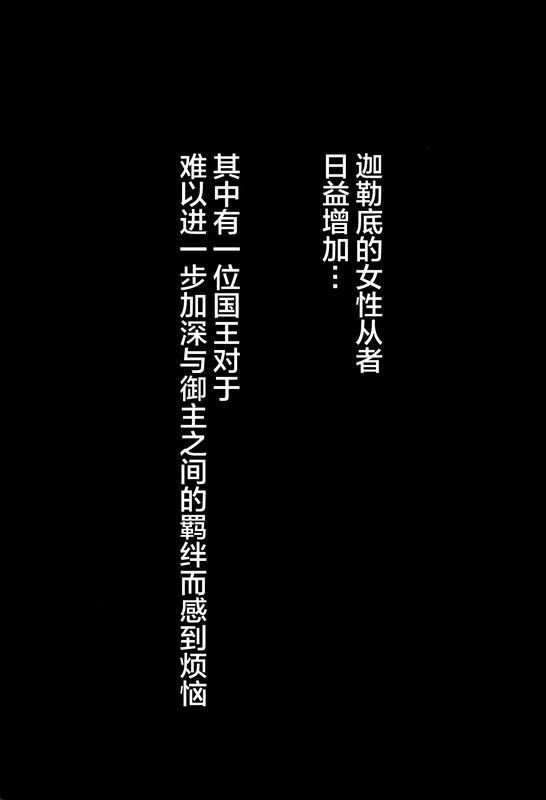 迦勒底的女性从者
日益增加…
其中有一位国王对于
难以进一步加深与御主之间的羁绊而感到烦恼